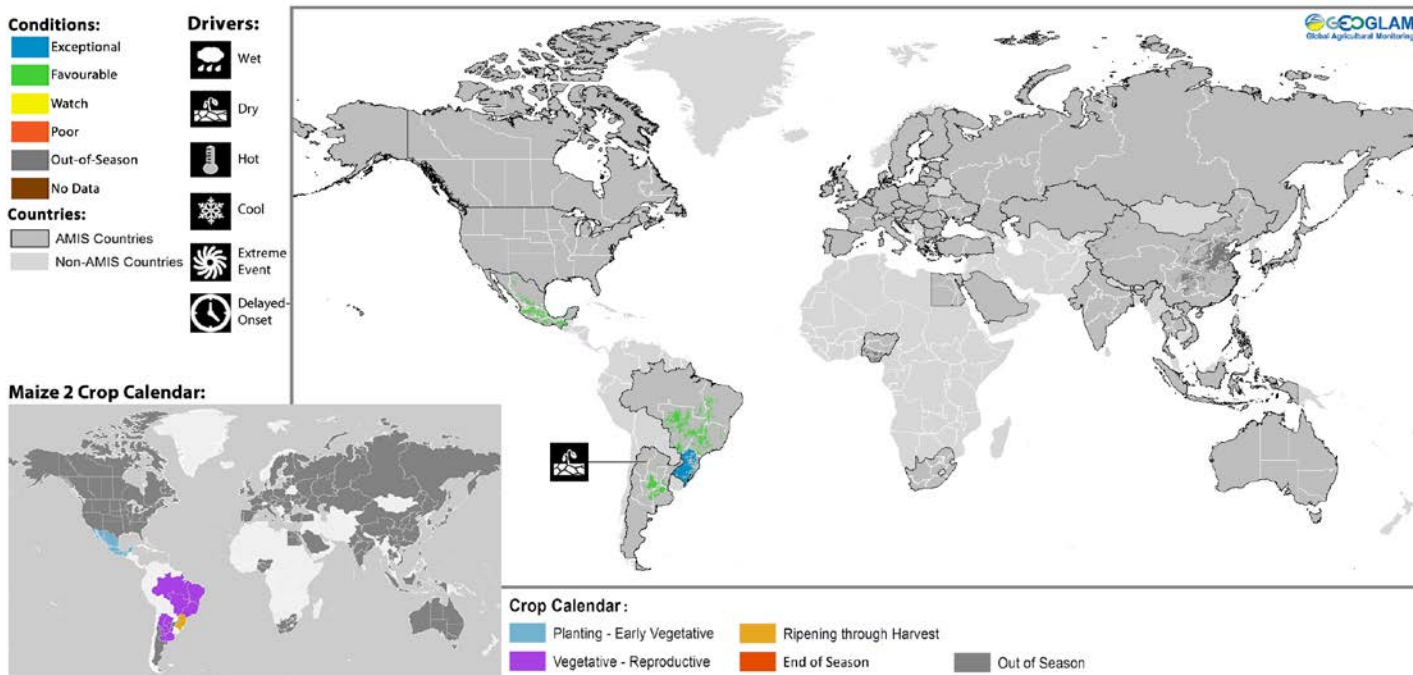 Conditions:
Exceptional
Favourable
Watch
Poor
Out-of-Season
No Data
Countries:
AMIS Countries
Non-AMIS Countries
Drivers:
Wet
Dry
Hot
Cool
Extreme
Event
Delayed-
Onset
GEOGLAM
Global Agricultural Monitoring
Maize 2 Crop Calendar:
Crop Calendar :
Planting - Early Vegetative
Ripening through Harvest
Vegetative - Reproductive
End of Season
Out of Season